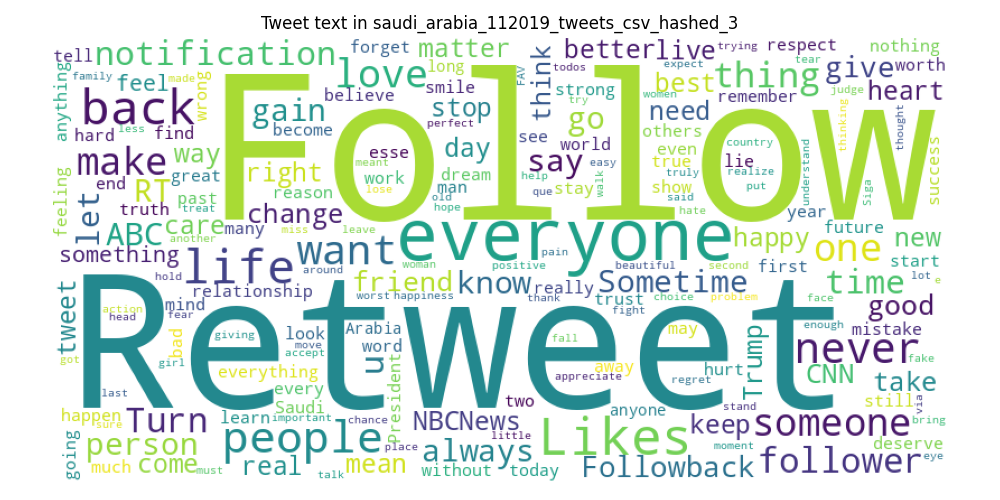 Tweet text in saudi_arabia_112019_tweets_csv_hashed_3
tell notification forget matter betterlive trying respect nothing
family feel made wrong love long think FAV todos expect tear thing give worth
anything back gain believe smile stop strong try best women remember judge heart
Follow
hard less find become perfect see go need others country thinking thought
make way right meant esse day say world even true lie realize success
feeling end RT great reason work dream help easy walk truly understand
let past treat lose man old que stay show said put Siga
truth change hope hate year future
ABC care many miss leave everyone happy one new
something another want pain start
life hold around woman positive beautiful second first lot e
relationship friend know really Sometime time
tweet mind worst happiness thank trust choice problem face good
Retweet
action head fear fight may enough mistake
bad giving look Arabia fall Trump never fake
got girl move accept word u away CNN
everything appreciate regret hurt take
last every Saudi President two anyone stand still via
happen sure Turn learn important chance NBCNews Likes keep someone bring
person people place little always moment deserve
going come real mean without today Followback follower eye
much must talk